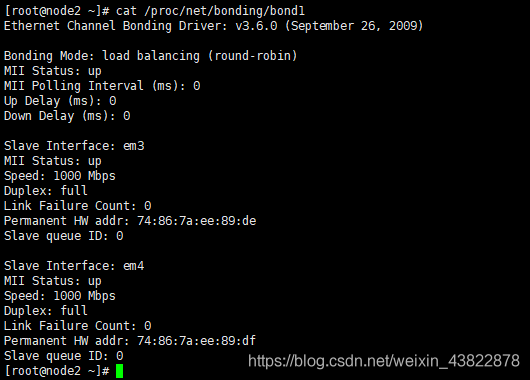 [root@node2 ~]# cat /proc/net/bonding/bond1
Ethernet Channel Bonding Driver: v3.6.0 (September 26, 2009)
Bonding Mode: load balancing (round-robin)
MII Status: up
MII Polling Interval (ms): 0
Up Delay (ms): 0
Down Delay (ms): 0
Slave Interface: em3
MII Status: up
Speed: 1000 Mbps
Duplex: full
Link Failure Count: 0
Permanent HW addr: 74:86:7a:ee:89:de
Slave queue ID: 0
Slave Interface: em4
MII Status: up
Speed: 1000 Mbps
Duplex: full
Link Failure Count: 0
Permanent HW addr: 74:86:7a:ee:89:df
Slave queue ID: 0
[root@node2 ~]#
https://blog.csdn.net/weixin_43822878